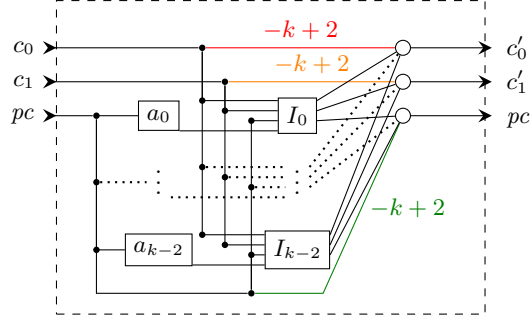 c₀ −k + 2 c′₀
c₁ −k + 2 c′₁
pc a₀ I₀ pc
−k + 2
aₖ₋₂ Iₖ₋₂